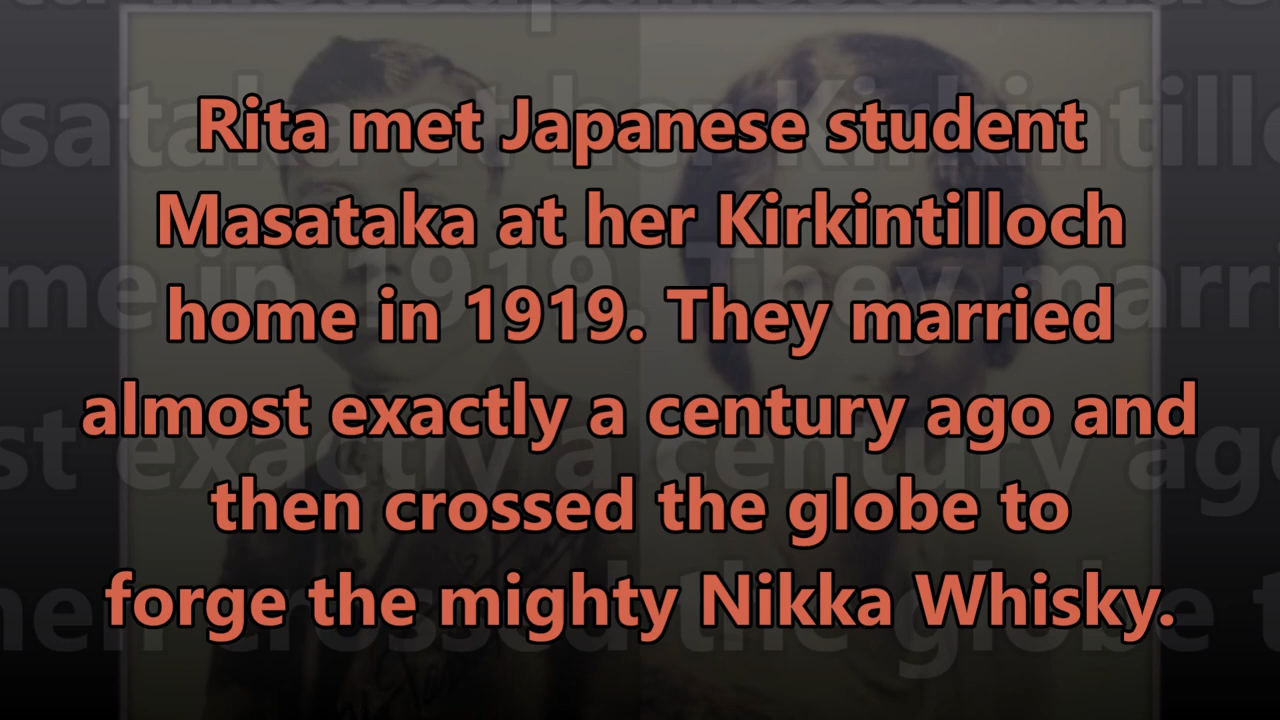 Rita met Japanese student
Masataka at her Kirkintilloch
home in 1919. They married
almost exactly a century ago and
then crossed the globe to
forge the mighty Nikka Whisky.